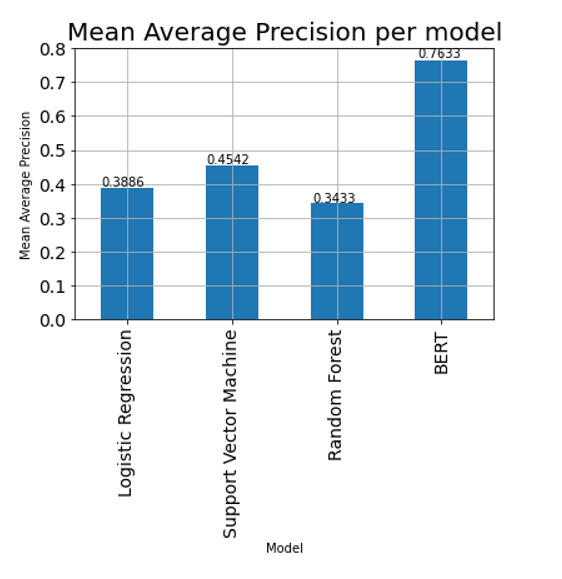 Mean Average Precision per model
Mean Average Precision
0.8
0.7
0.6
0.5
0.4
0.3
0.2
0.1
0.0
0.3886
0.4542
0.3433
0.7633
Logistic Regression
Support Vector Machine
Random Forest
BERT
Model